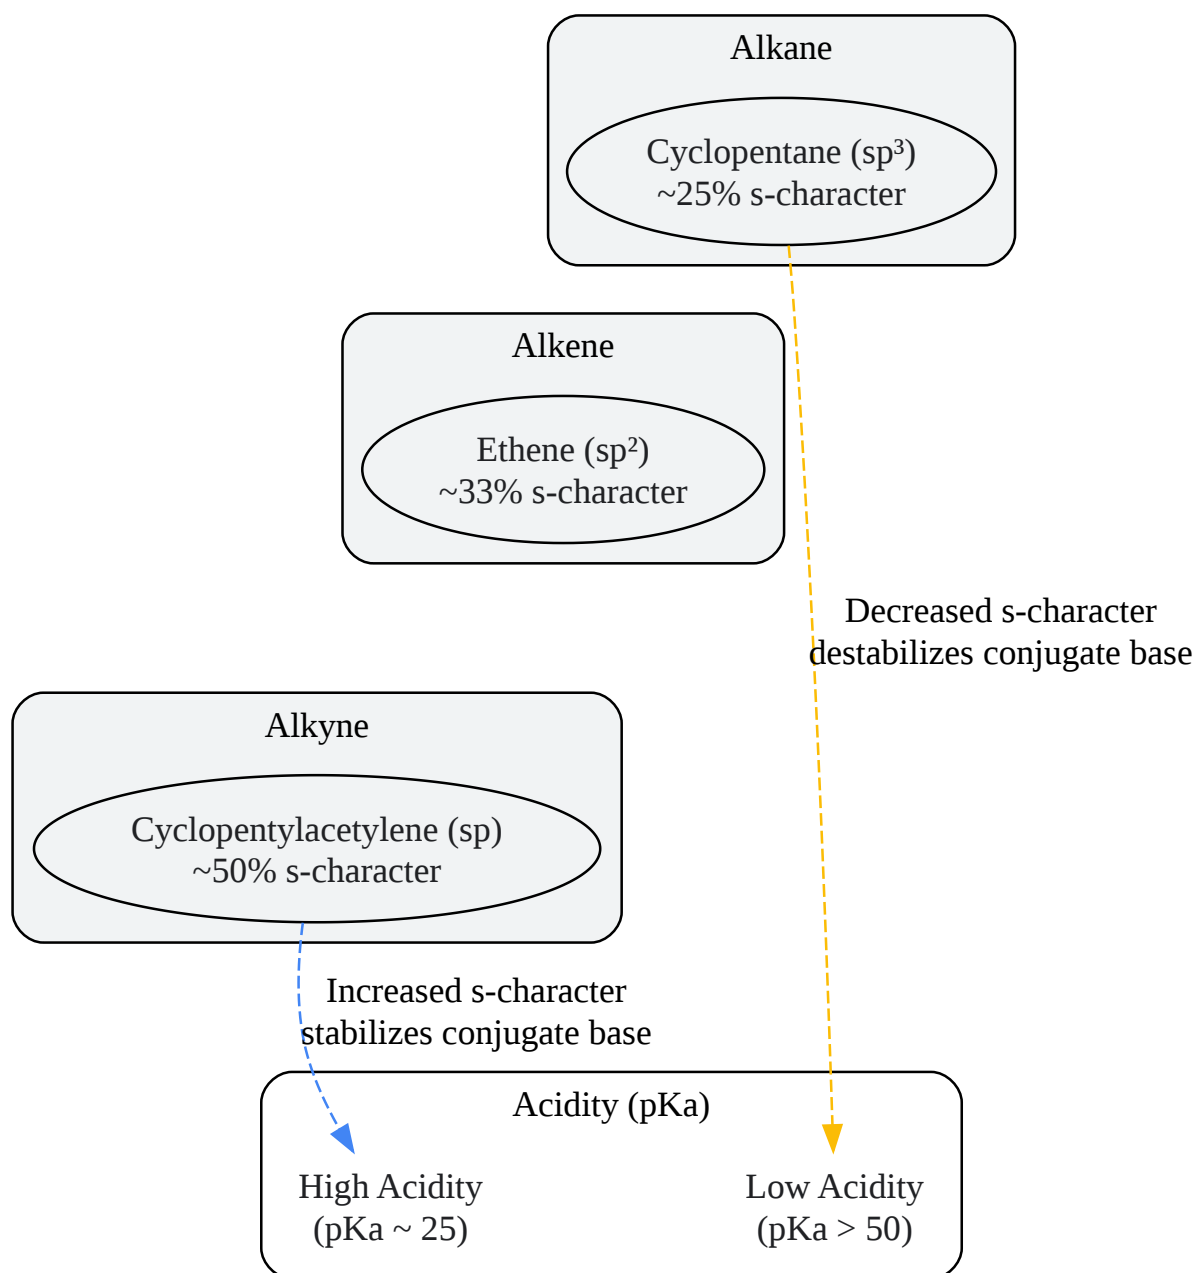 Alkane
Cyclopentane (sp³)
~25% s-character
Alkene
Ethene (sp²)
~33% s-character
Decreased s-character
destabilizes conjugate base
Alkyne
Cyclopentylacetylene (sp)
~50% s-character
Increased s-character
stabilizes conjugate base
Acidity (pKa)
High Acidity
(pKa ~ 25)
Low Acidity
(pKa > 50)